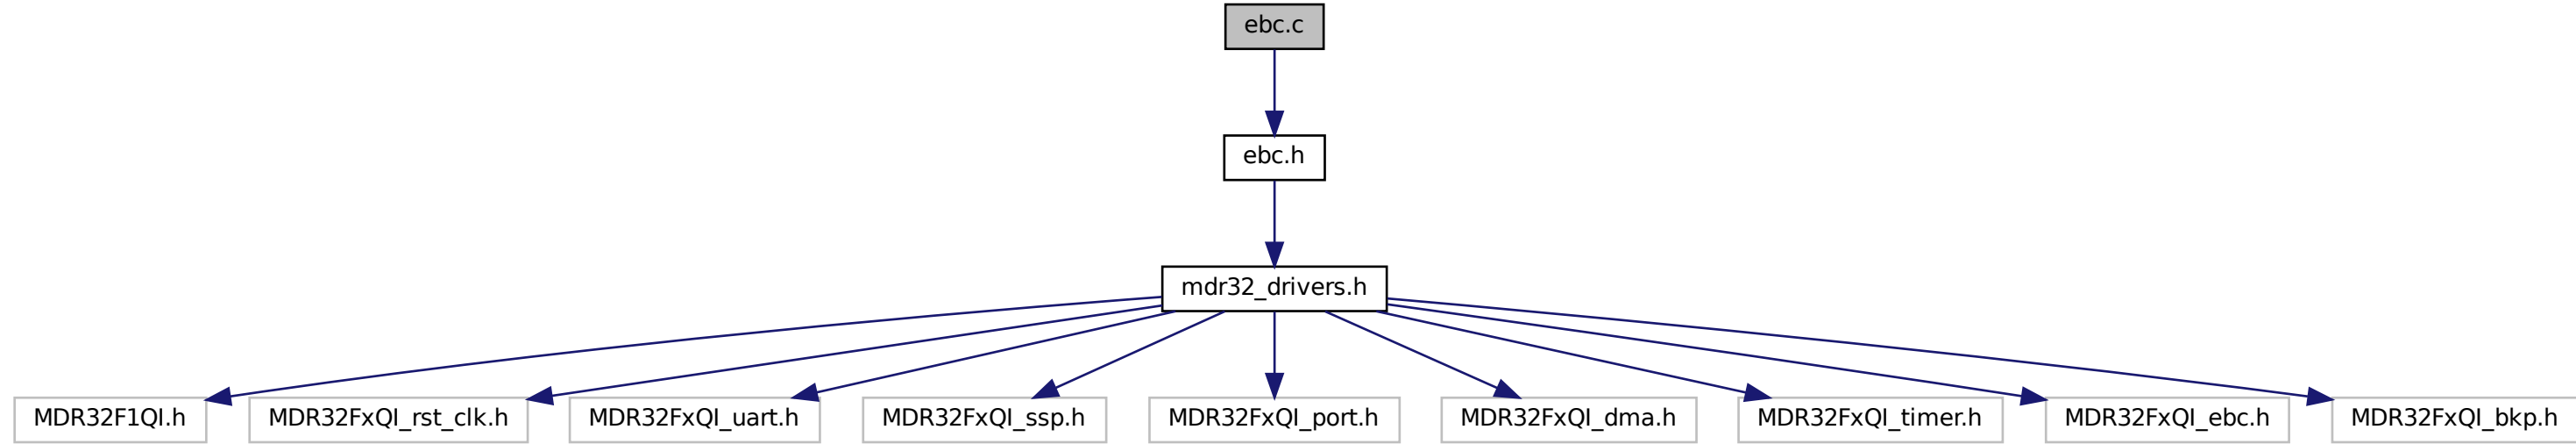 ebc.c
ebc.h
mdr32_drivers.h
MDR32F1QI.h
MDR32FxQI_rst_clk.h
MDR32FxQI_uart.h
MDR32FxQI_ssp.h
MDR32FxQI_port.h
MDR32FxQI_dma.h
MDR32FxQI_timer.h
MDR32FxQI_ebc.h
MDR32FxQI_bkp.h